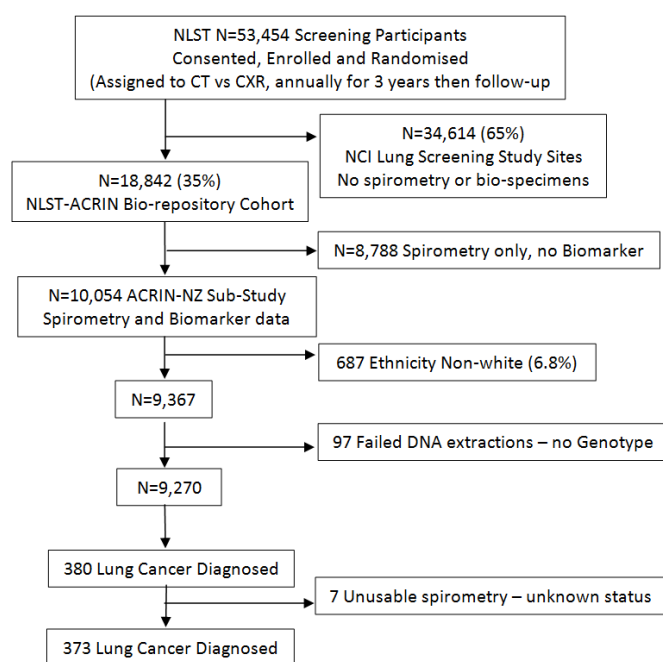 NLST N=53,454 Screening Participants
Consented, Enrolled and Randomised
(Assigned to CT vs CXR, annually for 3 years then follow-up
N=34,614 (65%)
NCI Lung Screening Study Sites
No spirometry or bio-specimens
N=18,842 (35%)
NLST-ACRIN Bio-repository Cohort
N=8,788 Spirometry only, no Biomarker
N=10,054 ACRIN-NZ Sub-Study
Spirometry and Biomarker data
687 Ethnicity Non-white (6.8%)
N=9,367
97 Failed DNA extractions – no Genotype
N=9,270
380 Lung Cancer Diagnosed
7 Unusable spirometry – unknown status
373 Lung Cancer Diagnosed